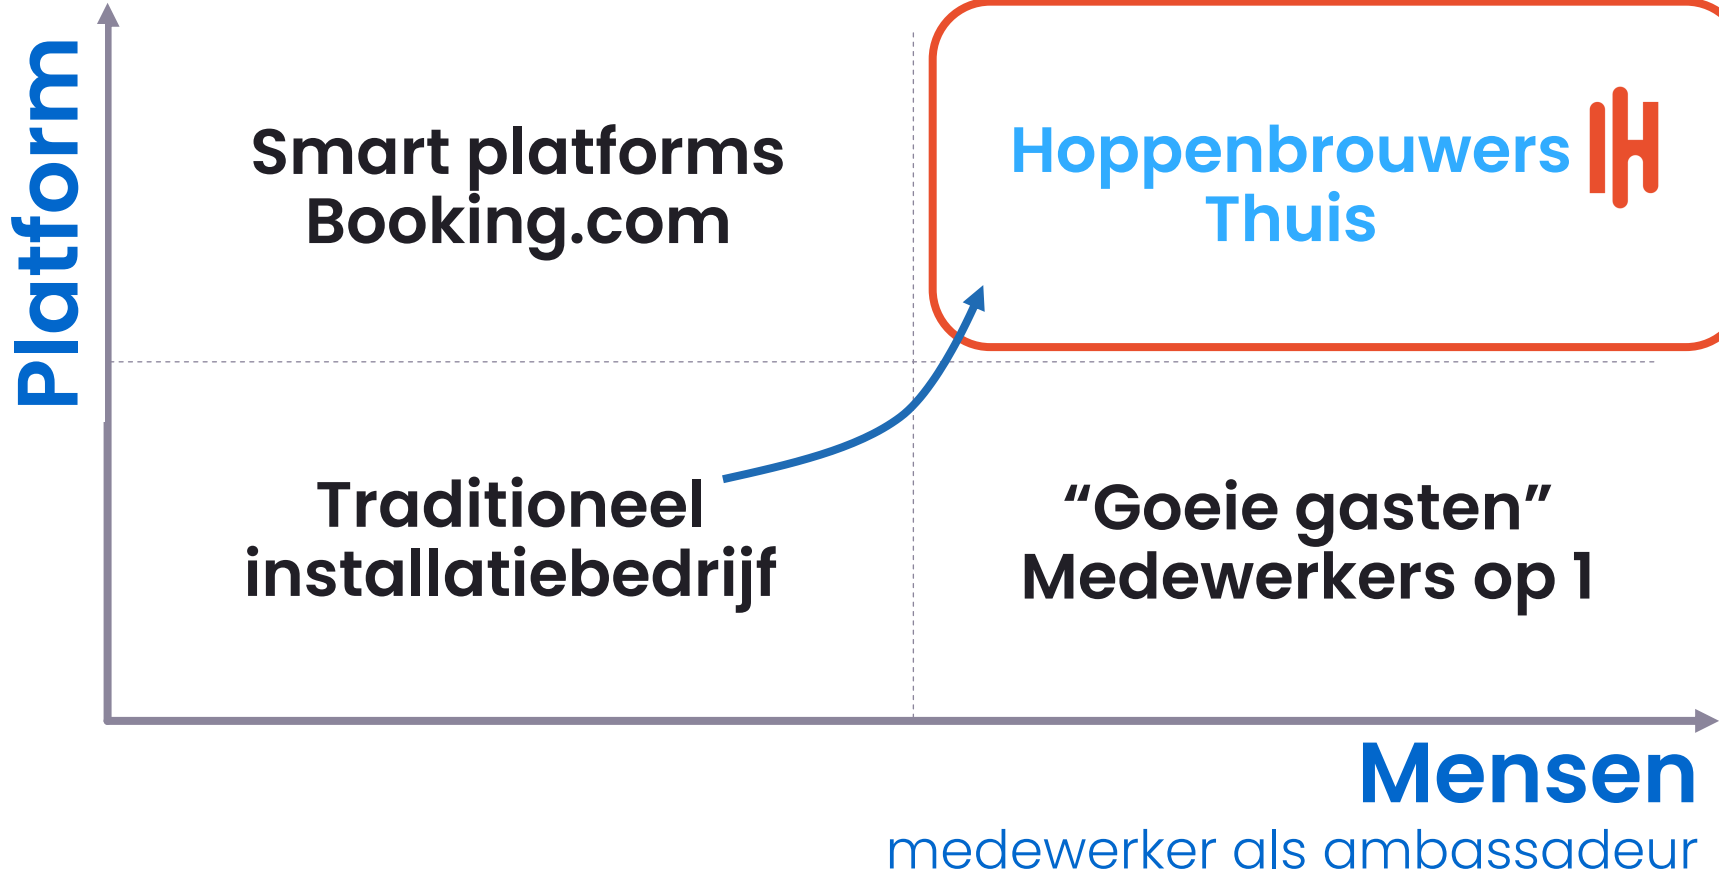 Platform
Smart platforms
Booking.com
Hoppenbrouwers
Thuis
Traditioneel
installatiebedrijf
“Goeie gasten”
Medewerkers op 1
Mensen
medewerker als ambassadeur